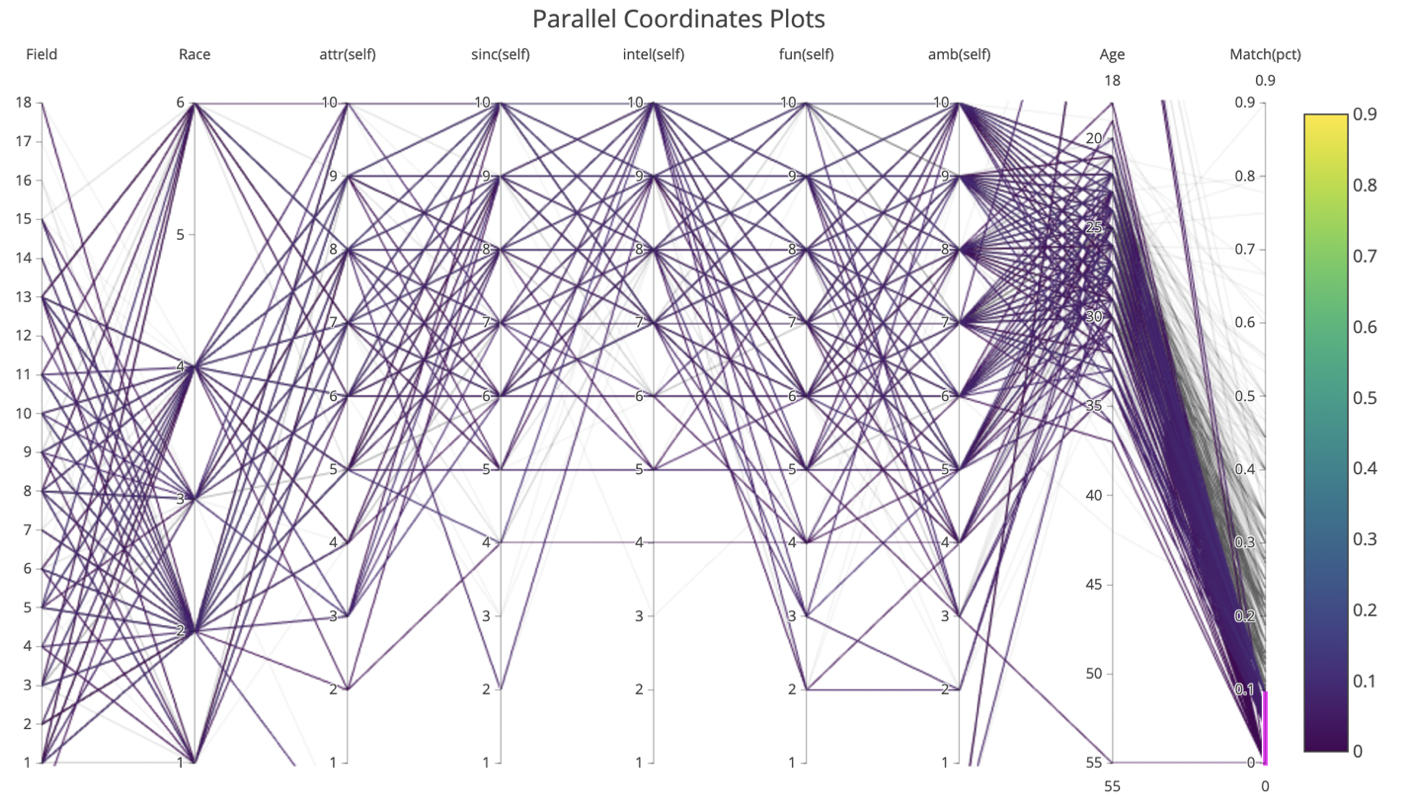 Parallel Coordinates Plots
Field Race attr(self) sinc(self) intel(self) fun(self) amb(self) Age Match(pct)
18 0.9
18 6 10 10 10 10 10 0.9 0.9
20
17
16 9 9 9 9 9 0.8 0.8
15 5 25
14 8 8 8 8 8 0.7 0.7
13
12 7 7 7 7 7 30 0.6 0.6
11 4
10 6 6 6 6 6 35 0.5 0.5
9
8 3 5 5 5 5 5 40 0.4 0.4
7
6 4 4 4 4 4 45 0.3 0.3
5
4 2 3 3 3 3 3 0.2 0.2
3 2 2 2 2 2 50 0.1 0.1
2
1 1 1 1 1 1 1 55 0 0
55 0